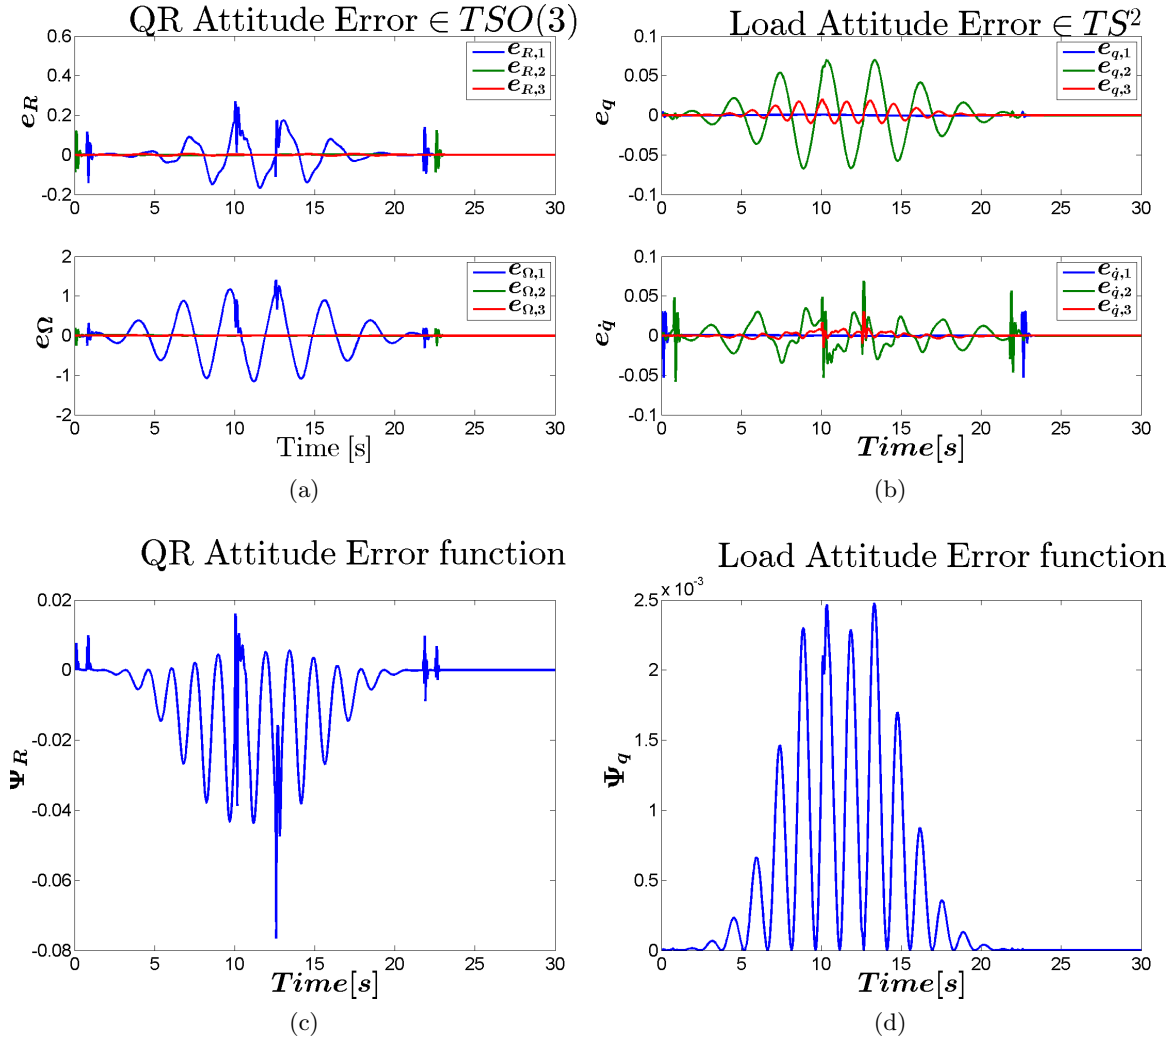 QR Attitude Error ∈ TSO(3)
0.6
0.4
0.2
0
-0.2
e_R
e_{R,1}
e_{R,2}
e_{R,3}
0 5 10 15 20 25 30
2
1
0
-1
-2
e_Ω
e_{Ω,1}
e_{Ω,2}
e_{Ω,3}
0 5 10 15 20 25 30
Time [s]
(a)
Load Attitude Error ∈ TS²
0.1
0.05
0
-0.05
-0.1
e_q
e_{q,1}
e_{q,2}
e_{q,3}
0 5 10 15 20 25 30
0.1
0.05
0
-0.05
-0.1
e_{q̇}
e_{q̇,1}
e_{q̇,2}
e_{q̇,3}
0 5 10 15 20 25 30
Time[s]
(b)
QR Attitude Error function
0.02
0
-0.02
-0.04
-0.06
-0.08
Ψ_R
0 5 10 15 20 25 30
Time[s]
(c)
Load Attitude Error function
x 10⁻³
2.5
2
1.5
1
0.5
0
Ψ_q
0 5 10 15 20 25 30
Time[s]
(d)